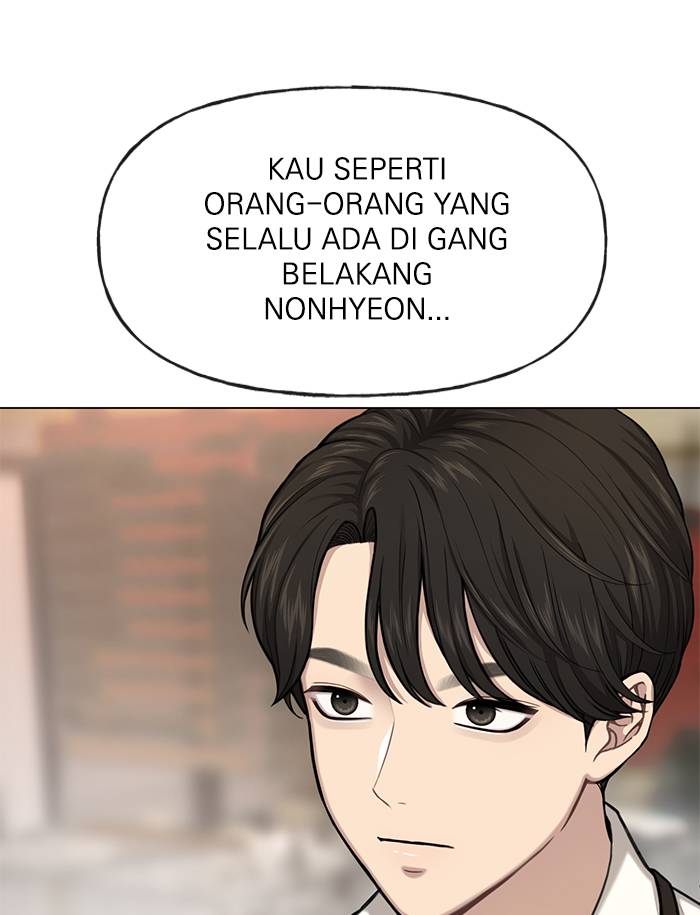 KAU SEPERTI
ORANG-ORANG YANG
SELALU ADA DI GANG
BELAKANG
NONHYEON...